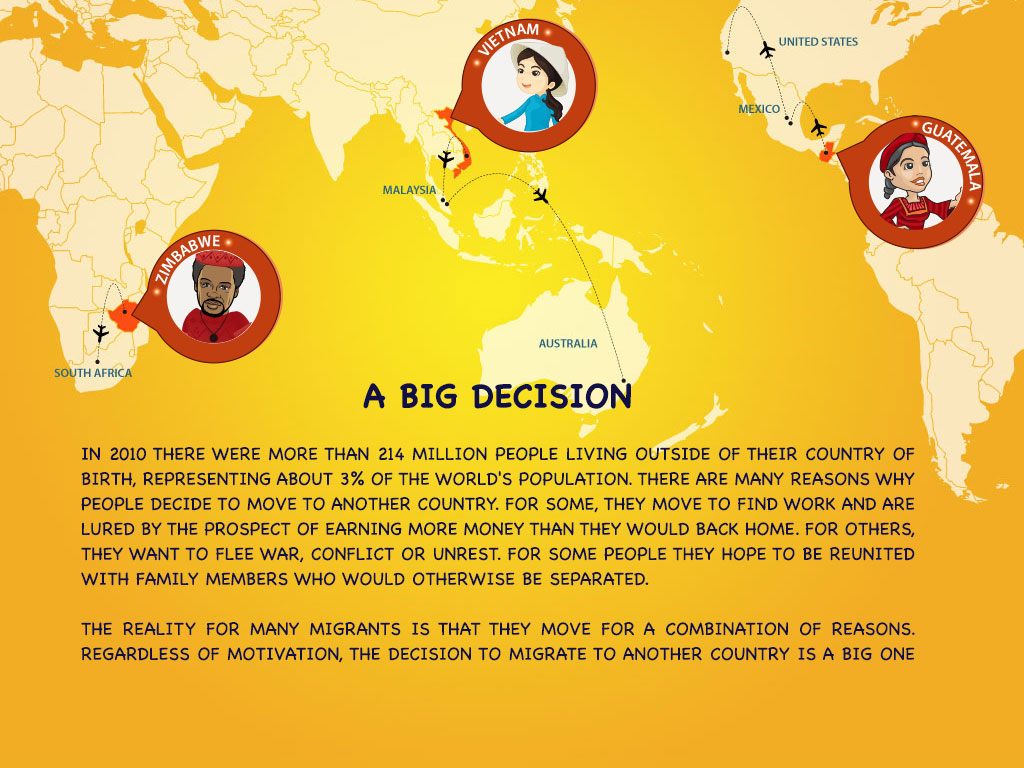 VIETNAM
UNITED STATES
MEXICO
GUATEMALA
MALAYSIA
ZIMBABWE
AUSTRALIA
SOUTH AFRICA
A BIG DECISION
IN 2010 THERE WERE MORE THAN 214 MILLION PEOPLE LIVING OUTSIDE OF THEIR COUNTRY OF
BIRTH, REPRESENTING ABOUT 3% OF THE WORLD'S POPULATION. THERE ARE MANY REASONS WHY
PEOPLE DECIDE TO MOVE TO ANOTHER COUNTRY. FOR SOME, THEY MOVE TO FIND WORK AND ARE
LURED BY THE PROSPECT OF EARNING MORE MONEY THAN THEY WOULD BACK HOME. FOR OTHERS,
THEY WANT TO FLEE WAR, CONFLICT OR UNREST. FOR SOME PEOPLE THEY HOPE TO BE REUNITED
WITH FAMILY MEMBERS WHO WOULD OTHERWISE BE SEPARATED.
THE REALITY FOR MANY MIGRANTS IS THAT THEY MOVE FOR A COMBINATION OF REASONS.
REGARDLESS OF MOTIVATION, THE DECISION TO MIGRATE TO ANOTHER COUNTRY IS A BIG ONE